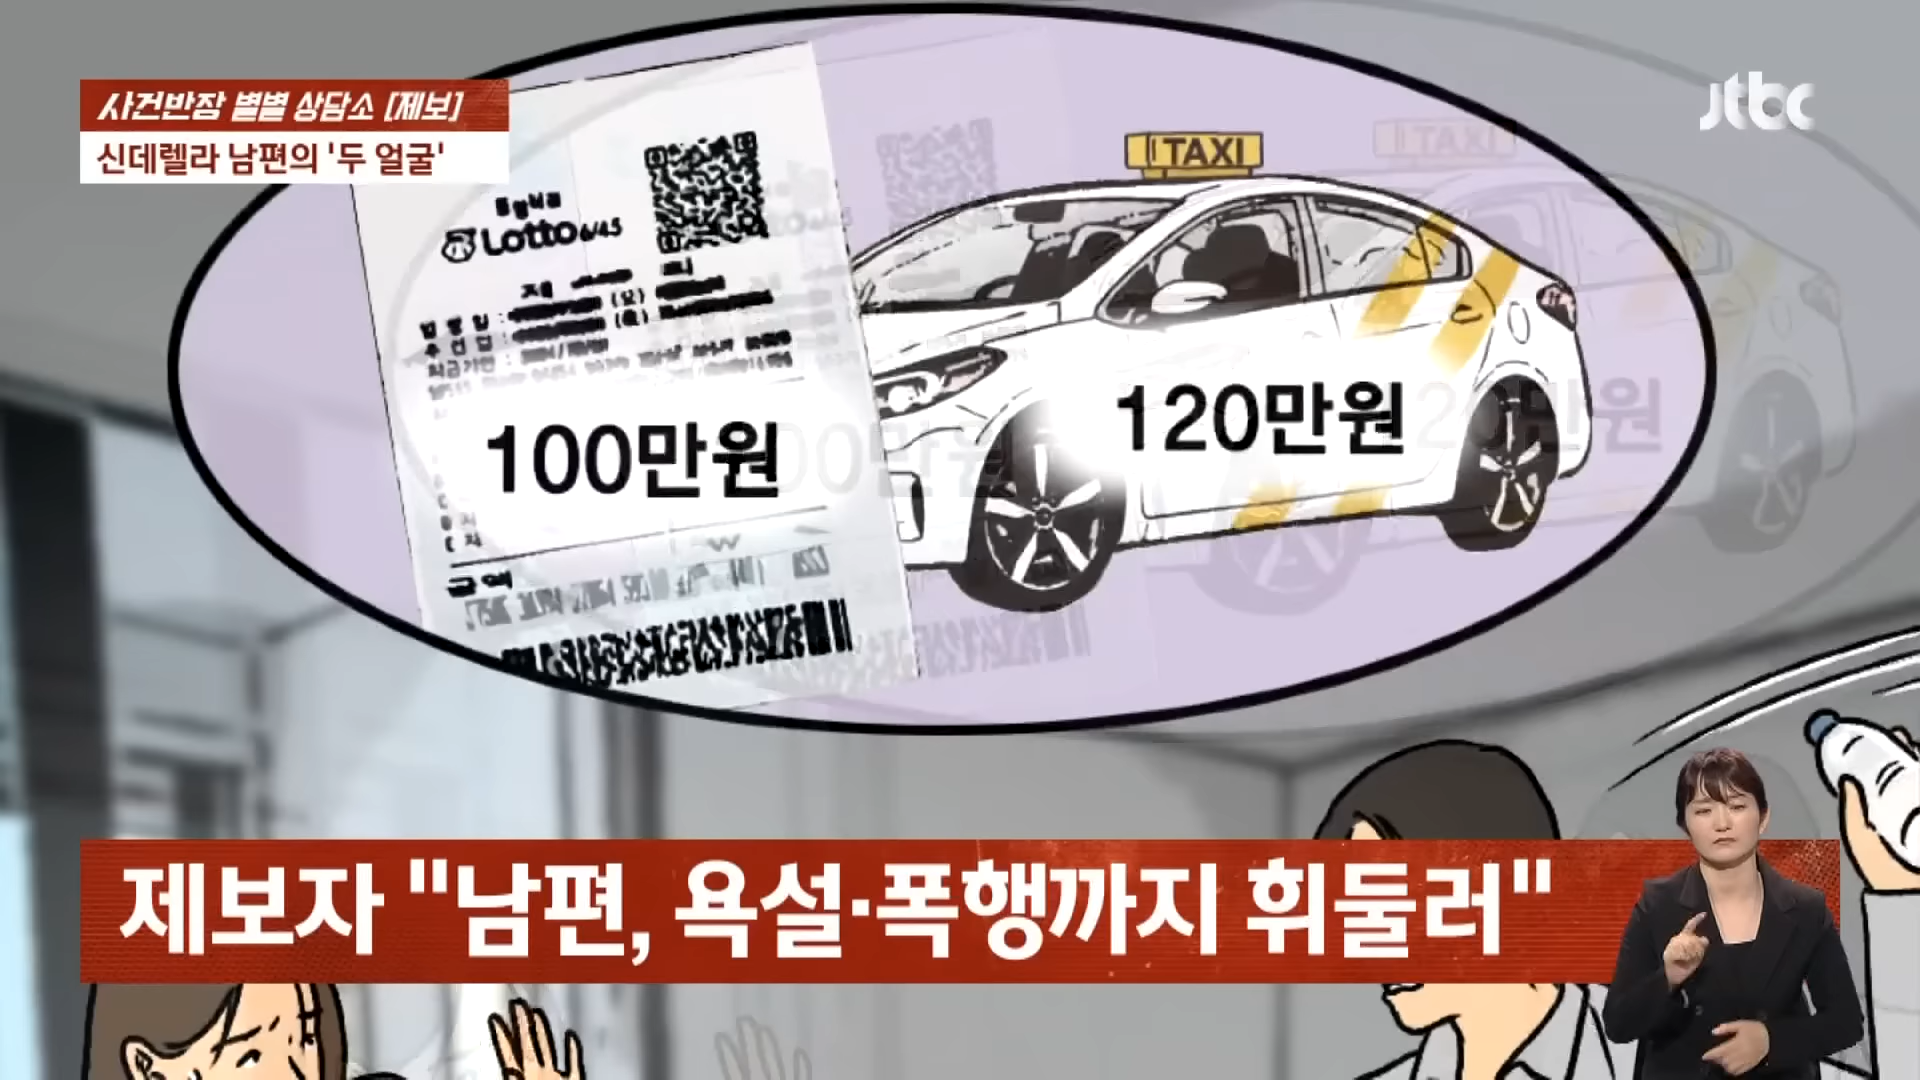 사건반장 별별 상담소 [제보]
신데렐라 남편의 '두 얼굴'
jtbc
TAXI
Lotto 6/45
100만원
120만원
금액
제보자 "남편, 욕설·폭행까지 휘둘러"